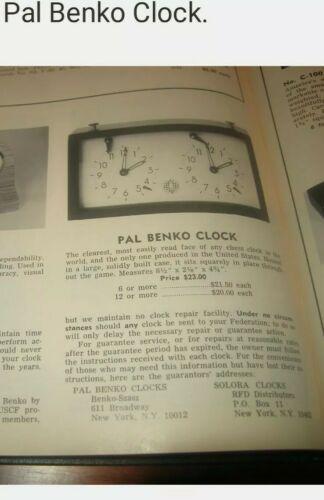 Pal Benko Clock.
No. C-100
PAL BENKO CLOCK
The clearest, most easily read face of any chess clock in the
world, and the only one produced in the United States. Housed
in a large, solidly built case, it sits squarely in place through
out the game. Measures 8½" x 2⅛" x 4¾".
Price $23.00
6 or more $21.50 each
12 or more $20.00 each
but we maintain no clock repair facility. Under no circum
stances should any clock be sent to your Federation; to do so
will only delay the necessary repair or guarantee
For guarantee service, or for repairs at reasonable rates
after the guarantee period has expired, the owner must follow
the instructions received with each clock. For the convenience
of those who may need this information but have lost their in
structions, here are the guarantors' addresses:
PAL BENKO CLOCKS
Benko-Szasz
611 Broadway
New York, N.Y. 10012
SOLORA CLOCKS
RFD Distributors
P.O. Box 11
New York, N.Y.
ependability.
ling. Used in
racy, visual
ntain time
erform ac-
ould never
your clock
the years.
Benko by
USCF pro-
members,